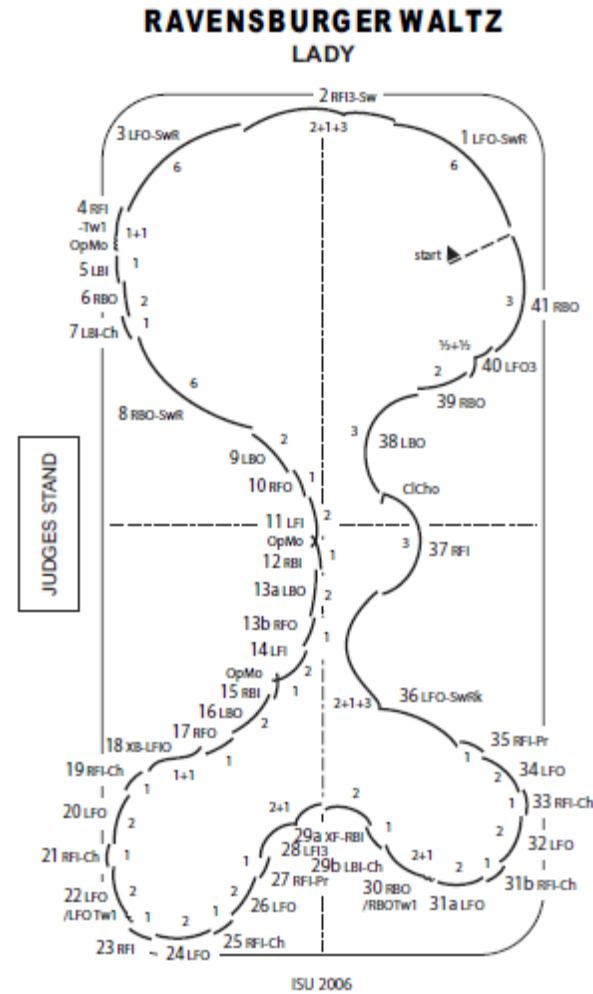 RAVENSBURGER WALTZ
LADY
2 RFI3-Sw
2+1+3
3 LFO-SwR
6
1 LFO-SwR
6
4 RFI
-Tw1
OpMo
1+1
5 LBI
1
6 RBO
2
7 LBI-Ch
1
start
3
41 RBO
½+½
40 LFO3
2
39 RBO
6
8 RBO-SwR
3
38 LBO
2
9 LBO
10 RFO
1
ClCho
11 LFI
2
OpMo
12 RBI
1
3
37 RFI
JUDGES STAND
13a LBO
2
13b RFO
1
14 LFI
2
OpMo
15 RBI
1
16 LBO
2
17 RFO
1
18 XB-LFIO
1+1
2+1+3
36 LFO-SwRk
35 RFI-Pr
1
34 LFO
2
19 RFI-Ch
1
33 RFI-Ch
1
20 LFO
2
2+1
2
29a XF-RBI
1
32 LFO
2
28 LFI3
29b LBI-Ch
21 RFI-Ch
1
1
27 RFI-Pr
2+1
2
1
31b RFI-Ch
22 LFO
/LFO Tw1
2
2
26 LFO
30 RBO
/RBOTw1
31a LFO
1
2
1
25 RFI-Ch
23 RFI
24 LFO
ISU 2006